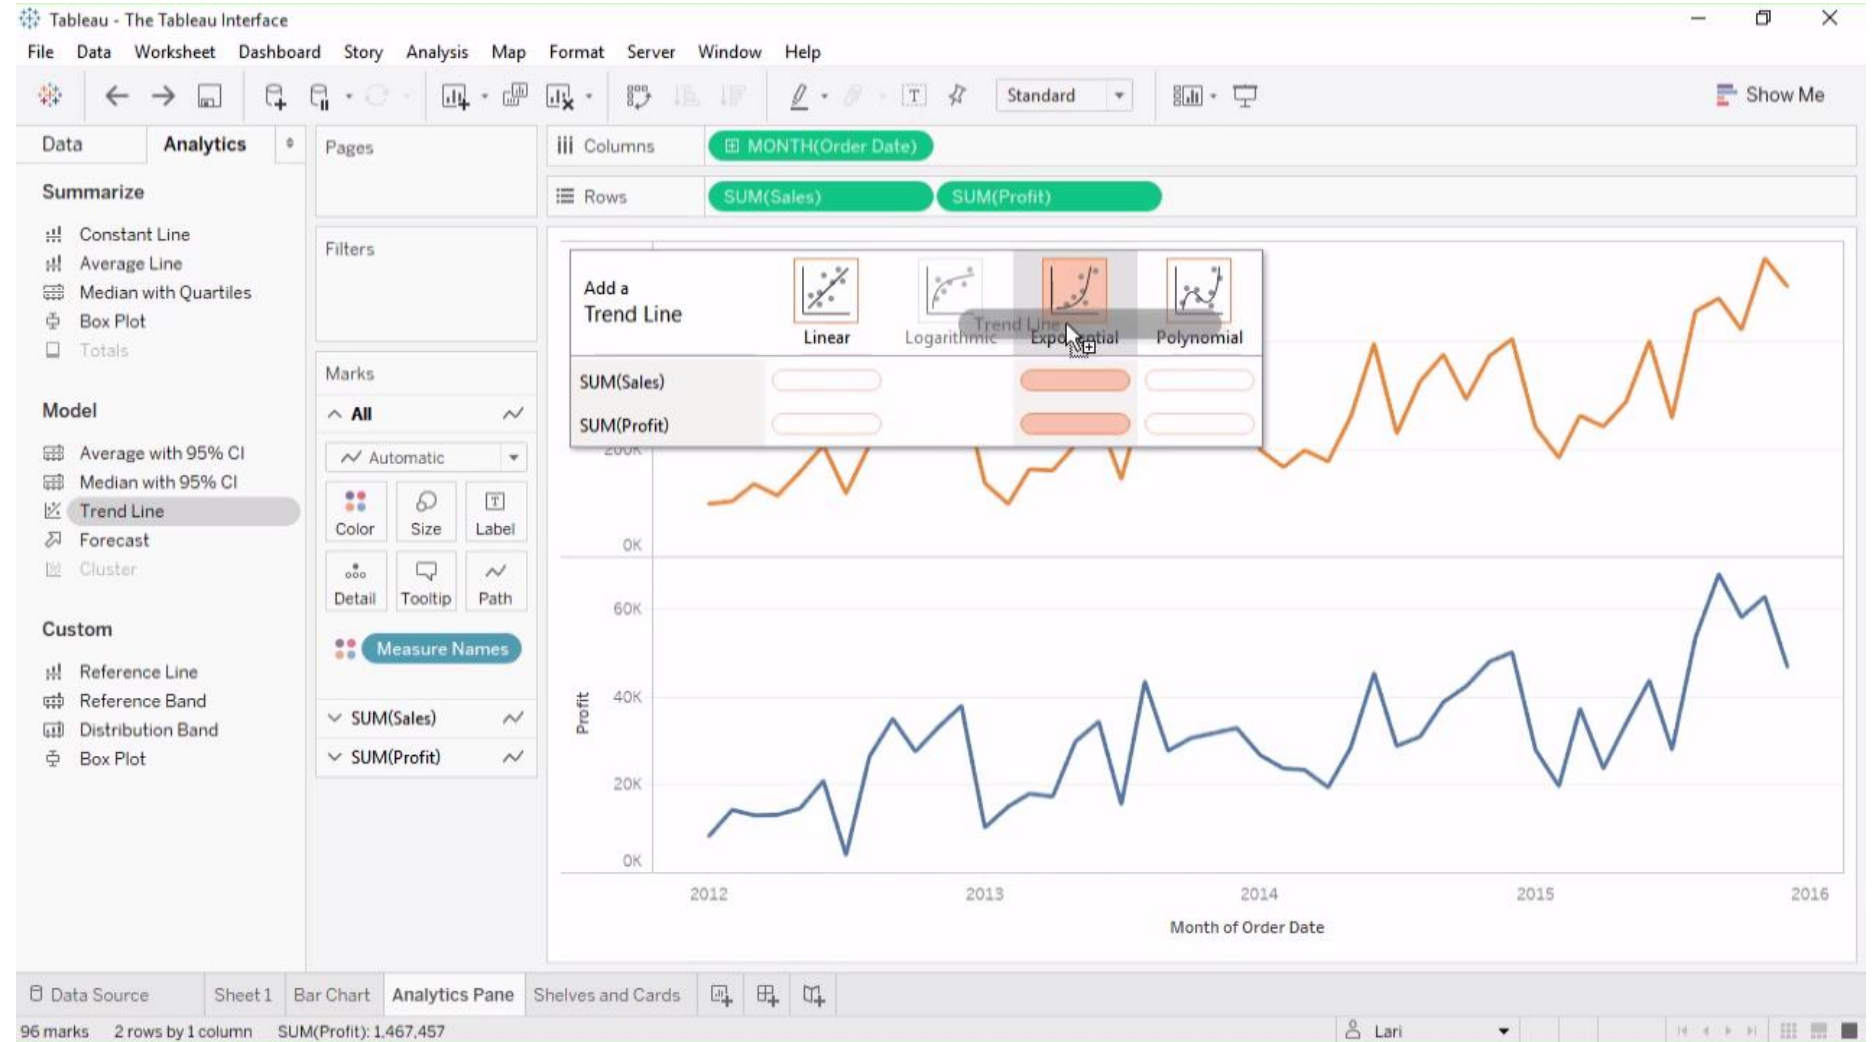 Tableau - The Tableau Interface
File Data Worksheet Dashboard Story Analysis Map Format Server Window Help
Standard
Show Me
Data Analytics
Summarize
Constant Line
Average Line
Median with Quartiles
Box Plot
Totals
Model
Average with 95% CI
Median with 95% CI
Trend Line
Forecast
Cluster
Custom
Reference Line
Reference Band
Distribution Band
Box Plot
Pages
Filters
Marks
All
Automatic
Color Size Label
Detail Tooltip Path
Measure Names
SUM(Sales)
SUM(Profit)
Columns MONTH(Order Date)
Rows SUM(Sales) SUM(Profit)
Add a
Trend Line
Linear Logarithmic Exponential Polynomial
Trend Line
SUM(Sales)
SUM(Profit)
200K
0K
60K
40K
20K
0K
Profit
2012 2013 2014 2015 2016
Month of Order Date
Data Source Sheet 1 Bar Chart Analytics Pane Shelves and Cards
96 marks 2 rows by 1 column SUM(Profit): 1,467,457 Lari